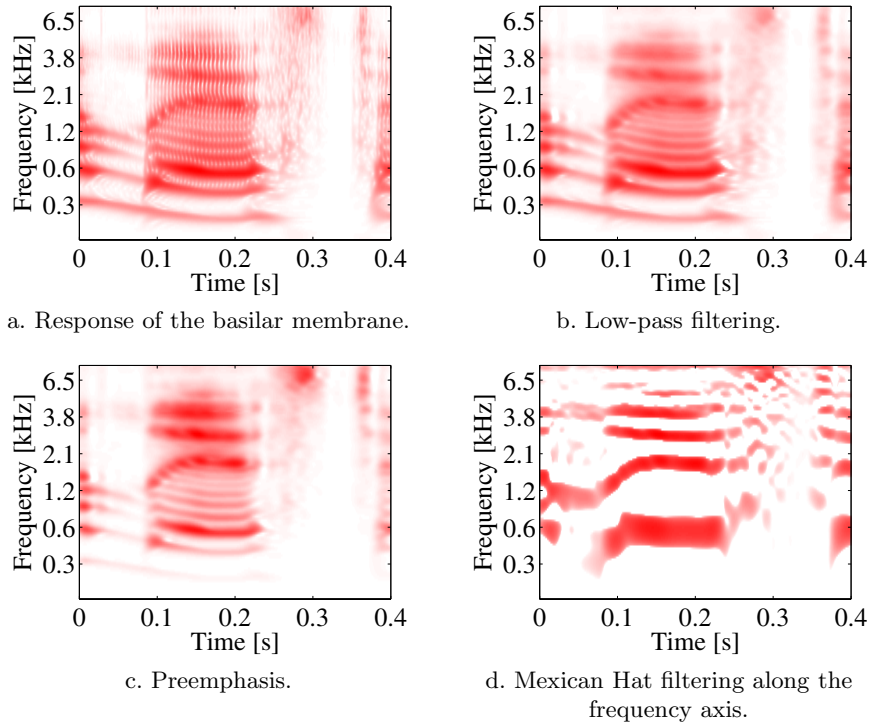 Frequency [kHz]
6.5
3.8
2.1
1.2
0.6
0.3
0 0.1 0.2 0.3 0.4
Time [s]
a. Response of the basilar membrane.
Frequency [kHz]
6.5
3.8
2.1
1.2
0.6
0.3
0 0.1 0.2 0.3 0.4
Time [s]
b. Low-pass filtering.
Frequency [kHz]
6.5
3.8
2.1
1.2
0.6
0.3
0 0.1 0.2 0.3 0.4
Time [s]
c. Preemphasis.
Frequency [kHz]
6.5
3.8
2.1
1.2
0.6
0.3
0 0.1 0.2 0.3 0.4
Time [s]
d. Mexican Hat filtering along the
frequency axis.